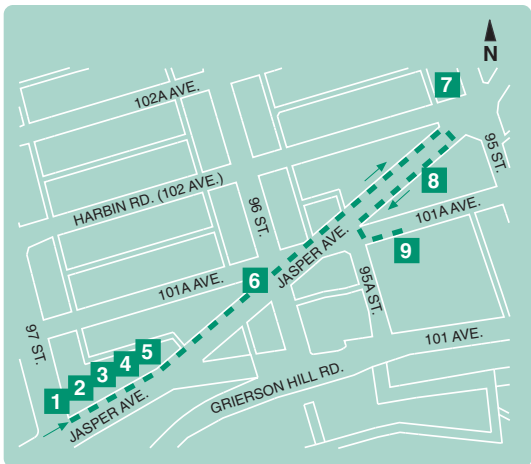 N
7
102A AVE.
95 ST.
8
HARBIN RD. (102 AVE.)
96 ST.
101A AVE.
9
JASPER AVE.
6
95A ST.
101A AVE.
97 ST.
101 AVE.
5
4
3
2
1
GRIERSON HILL RD.
JASPER AVE.